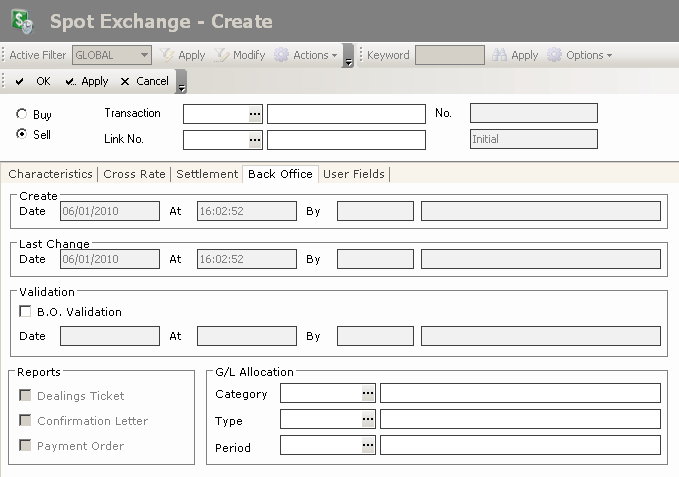 Spot Exchange - Create
Active Filter GLOBAL Apply Modify Actions Keyword Apply Options
OK Apply Cancel
Buy Transaction ... No.
Sell Link No. ... Initial
Characteristics Cross Rate Settlement Back Office User Fields
Create
Date 06/01/2010 At 16:02:52 By
Last Change
Date 06/01/2010 At 16:02:52 By
Validation
B.O. Validation
Date At By
Reports G/L Allocation
Dealings Ticket Category ...
Confirmation Letter Type ...
Payment Order Period ...